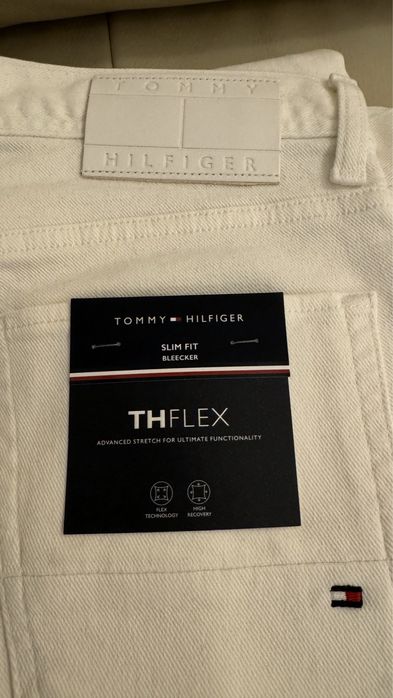 TOMMY
HILFIGER
TOMMY HILFIGER
SLIM FIT
BLEECKER
THFLEX
ADVANCED STRETCH FOR ULTIMATE FUNCTIONALITY
FLEX TECHNOLOGY
HIGH RECOVERY